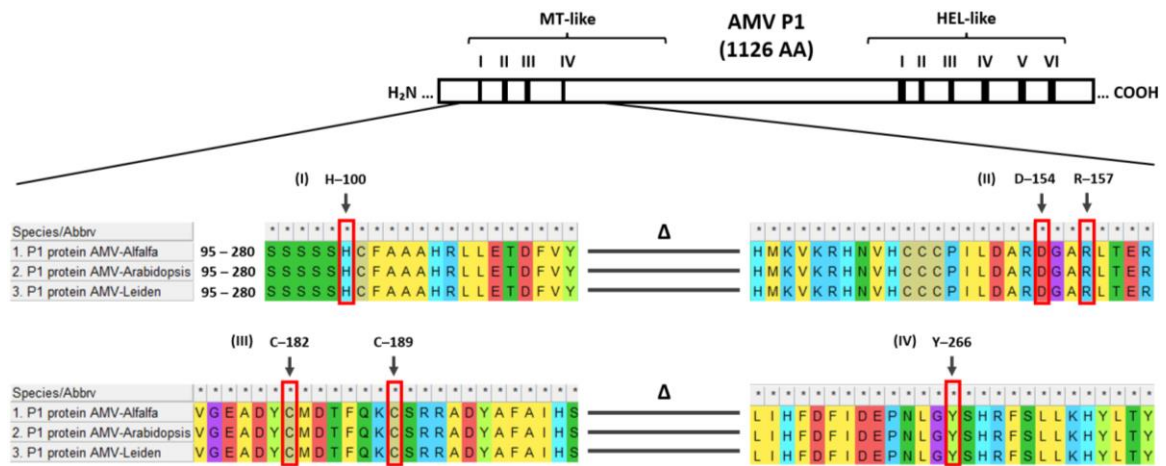 MT-like AMV P1 HEL-like
(1126 AA)
I II III IV I II III IV V VI
H₂N ... ... COOH
(I) H–100 (II) D–154 R–157
Species/Abbrv * * * * * * * * * * * * * * * * * * * * * Δ * * * * * * * * * * * * * * * * * * * * * * * * * * *
1. P1 protein AMV-Alfalfa 95 – 280 S S S S S H C F A A A H R L L E T D F V Y H M K V K R H N V H C C C P I L D A R D G A R L T E R
2. P1 protein AMV-Arabidopsis 95 – 280 S S S S S H C F A A A H R L L E T D F V Y H M K V K R H N V H C C C P I L D A R D G A R L T E R
3. P1 protein AMV-Leiden 95 – 280 S S S S S H C F A A A H R L L E T D F V Y H M K V K R H N V H C C C P I L D A R D G A R L T E R
(III) C–182 C–189 (IV) Y–266
Species/Abbrv * * * * * * * * * * * * * * * * * * * * * * * * * * Δ * * * * * * * * * * * * * * * * * * * * * * * * * * *
1. P1 protein AMV-Alfalfa V G E A D Y C M D T F Q K C S R R A D Y A F A I H S L I H F D F I D E P N L G Y S H R F S L L K H Y L T Y
2. P1 protein AMV-Arabidopsis V G E A D Y C M D T F Q K C S R R A D Y A F A I H S L I H F D F I D E P N L G Y S H R F S L L K H Y L T Y
3. P1 protein AMV-Leiden V G E A D Y C M D T F Q K C S R R A D Y A F A I H S L I H F D F I D E P N L G Y S H R F S L L K H Y L T Y